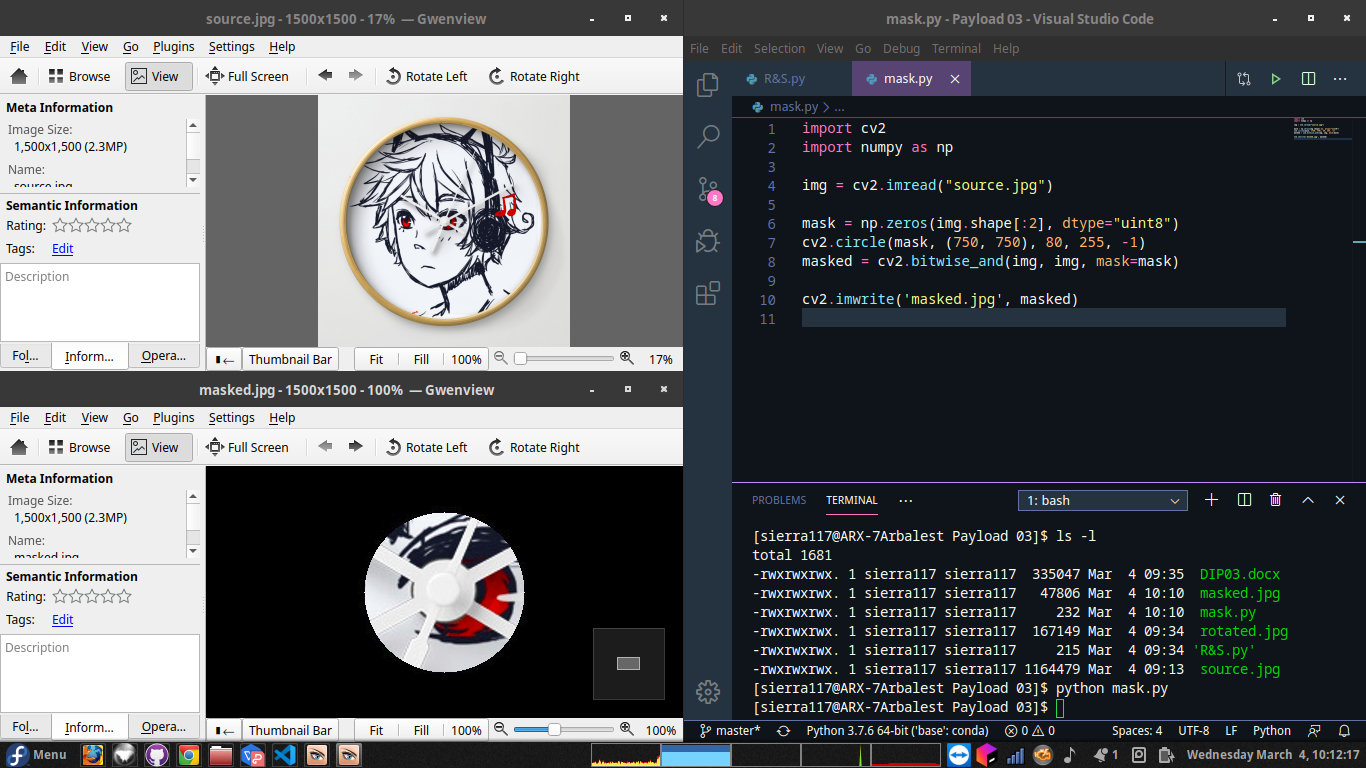 source.jpg - 1500x1500 - 17% — Gwenview
File Edit View Go Plugins Settings Help
Browse View Full Screen Rotate Left Rotate Right
Meta Information
Image Size:
1,500x1,500 (2.3MP)
Name:
source.jpg
Semantic Information
Rating:
Tags: Edit
Description
Fol... Inform... Opera...
Thumbnail Bar Fit Fill 100% 17%
masked.jpg - 1500x1500 - 100% — Gwenview
File Edit View Go Plugins Settings Help
Browse View Full Screen Rotate Left Rotate Right
Meta Information
Image Size:
1,500x1,500 (2.3MP)
Name:
masked.jpg
Semantic Information
Rating:
Tags: Edit
Description
Fol... Inform... Opera...
Thumbnail Bar Fit Fill 100% 100%
mask.py - Payload 03 - Visual Studio Code
File Edit Selection View Go Debug Terminal Help
R&S.py mask.py
mask.py > ...
8
1 import cv2
2 import numpy as np
3
4 img = cv2.imread("source.jpg")
5
6 mask = np.zeros(img.shape[:2], dtype="uint8")
7 cv2.circle(mask, (750, 750), 80, 255, -1)
8 masked = cv2.bitwise_and(img, img, mask=mask)
9
10 cv2.imwrite('masked.jpg', masked)
11
PROBLEMS TERMINAL ... 1: bash
[sierra117@ARX-7Arbalest Payload 03]$ ls -l
total 1681
-rwxrwxrwx. 1 sierra117 sierra117 335047 Mar 4 09:35 DIP03.docx
-rwxrwxrwx. 1 sierra117 sierra117 47806 Mar 4 10:10 masked.jpg
-rwxrwxrwx. 1 sierra117 sierra117 232 Mar 4 10:10 mask.py
-rwxrwxrwx. 1 sierra117 sierra117 167149 Mar 4 09:34 rotated.jpg
-rwxrwxrwx. 1 sierra117 sierra117 215 Mar 4 09:34 'R&S.py'
-rwxrwxrwx. 1 sierra117 sierra117 1164479 Mar 4 09:13 source.jpg
[sierra117@ARX-7Arbalest Payload 03]$ python mask.py
[sierra117@ARX-7Arbalest Payload 03]$
master* Python 3.7.6 64-bit ('base': conda) 0 0 Spaces: 4 UTF-8 LF Python
Menu 1 Wednesday March 4, 10:12:17